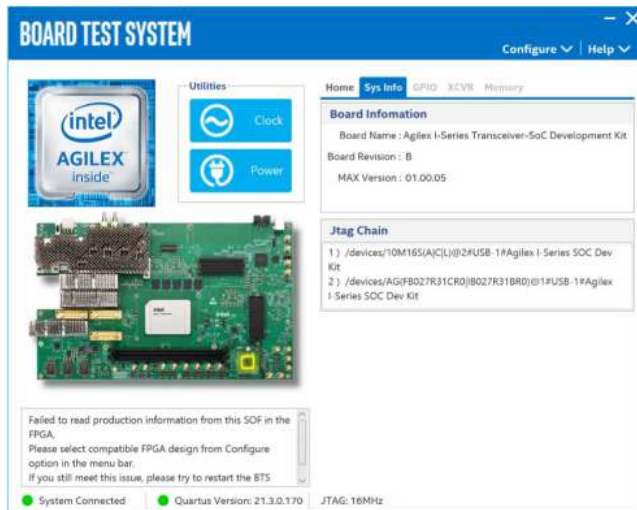 BOARD TEST SYSTEM
Configure
Help
intel
AGILEX
inside
Utilities
Clock
Power
Home Sys Info GPIO XCVR Memory
Board Infomation
Board Name : Agilex I-Series Transceiver-SoC Development Kit
Board Revision : B
MAX Version : 01.00.05
Jtag Chain
1 ) /devices/10M16S(A|C|L)@2#USB-1#Agilex I-Series SOC Dev
Kit
2 ) /devices/AG(FB027R31CR0|IB027R31BR0)@1#USB-1#Agilex
I-Series SOC Dev Kit
Failed to read production information from this SOF in the
FPGA,
Please select compatible FPGA design from Configure
option in the menu bar.
If you still meet this issue, please try to restart the BTS
System Connected
Quartus Version: 21.3.0.170
JTAG: 16MHz